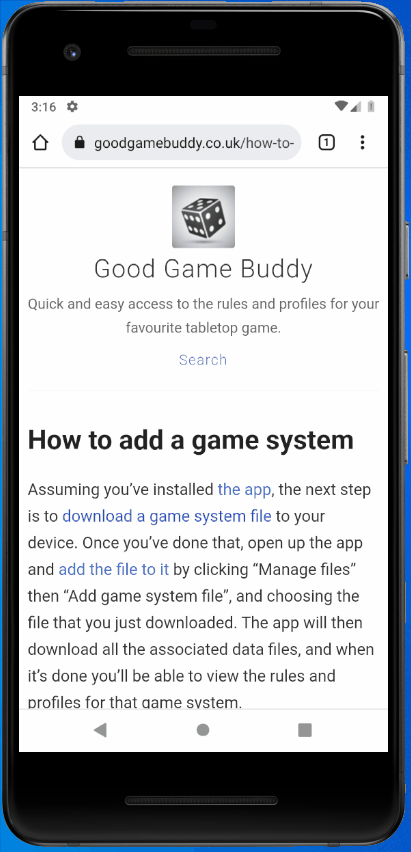 3:16
1
goodgamebuddy.co.uk/how-to-
Good Game Buddy
Quick and easy access to the rules and profiles for your
favourite tabletop game.
Search
How to add a game system
Assuming you’ve installed the app, the next step
is to download a game system file to your
device. Once you’ve done that, open up the app
and add the file to it by clicking “Manage files”
then “Add game system file”, and choosing the
file that you just downloaded. The app will then
download all the associated data files, and when
it’s done you’ll be able to view the rules and
profiles for that game system.